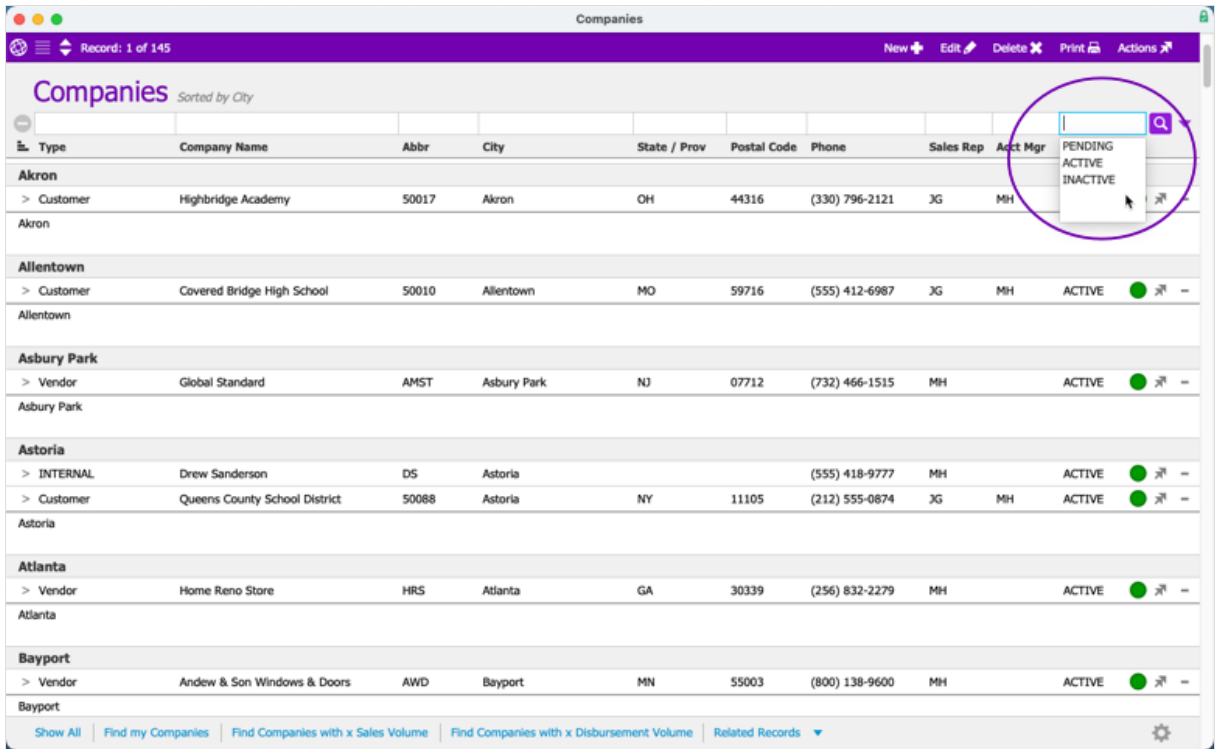 Companies
Record: 1 of 145 New Edit Delete Print Actions
Companies Sorted by City
Type Company Name Abbr City State / Prov Postal Code Phone Sales Rep Acct Mgr PENDING
ACTIVE
INACTIVE
Akron
> Customer Highbridge Academy 50017 Akron OH 44316 (330) 796-2121 JG MH
Akron
Allentown
> Customer Covered Bridge High School 50010 Allentown MO 59716 (555) 412-6987 JG MH ACTIVE
Allentown
Asbury Park
> Vendor Global Standard AMST Asbury Park NJ 07712 (732) 466-1515 MH ACTIVE
Asbury Park
Astoria
> INTERNAL Drew Sanderson DS Astoria (555) 418-9777 MH ACTIVE
> Customer Queens County School District 50088 Astoria NY 11105 (212) 555-0874 JG MH ACTIVE
Astoria
Atlanta
> Vendor Home Reno Store HRS Atlanta GA 30339 (256) 832-2279 MH ACTIVE
Atlanta
Bayport
> Vendor Andew & Son Windows & Doors AWD Bayport MN 55003 (800) 138-9600 MH ACTIVE
Bayport
Show All Find my Companies Find Companies with x Sales Volume Find Companies with x Disbursement Volume Related Records